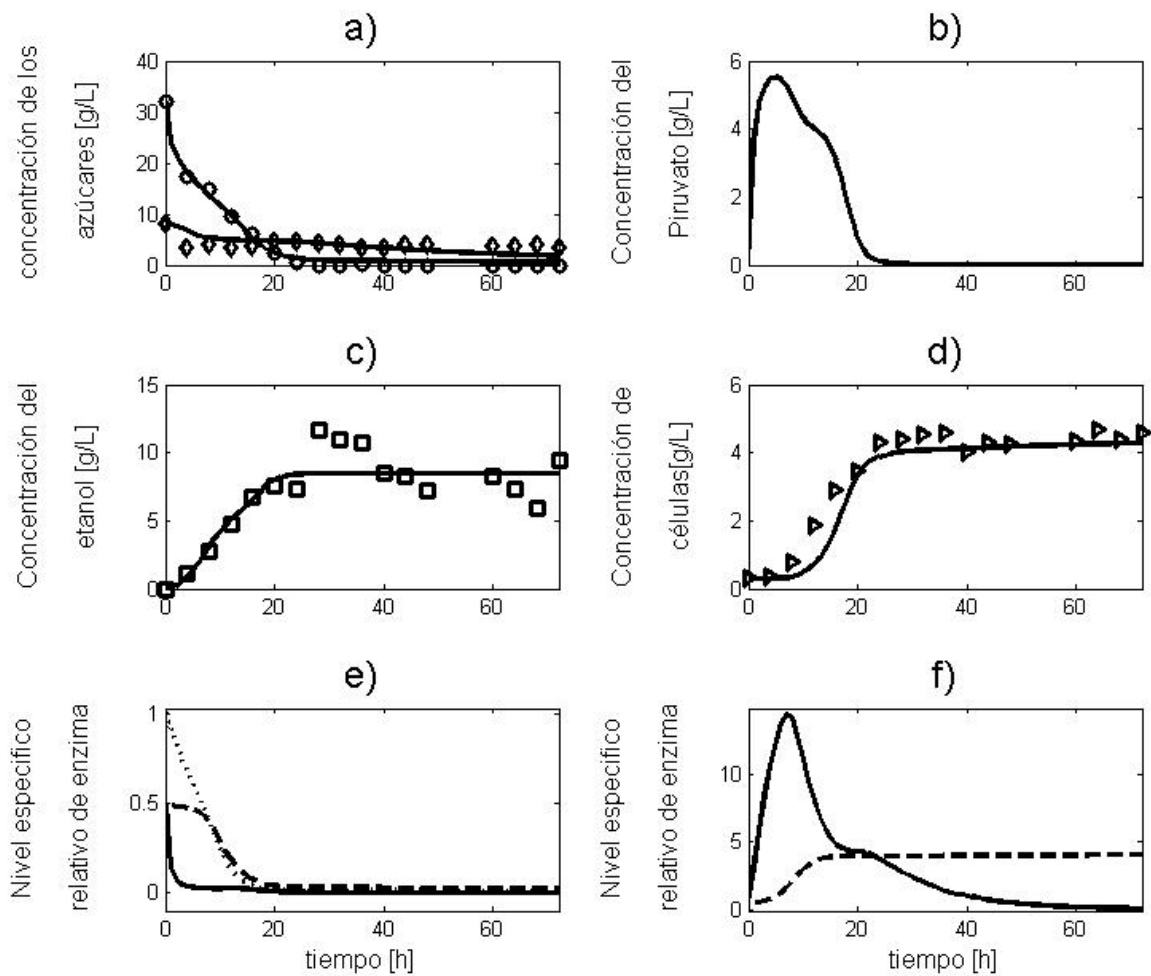 a)
concentración de los
azúcares [g/L]
40
30
20
10
0
0 20 40 60
b)
Concentración del
Piruvato [g/L]
6
4
2
0
0 20 40 60
c)
Concentración del
etanol [g/L]
15
10
5
0
0 20 40 60
d)
Concentración de
células[g/L]
6
4
2
0
0 20 40 60
e)
Nivel especifico
relativo de enzima
1
0.5
0
0 20 40 60
tiempo [h]
f)
Nivel especifico
relativo de enzima
10
5
0
0 20 40 60
tiempo [h]